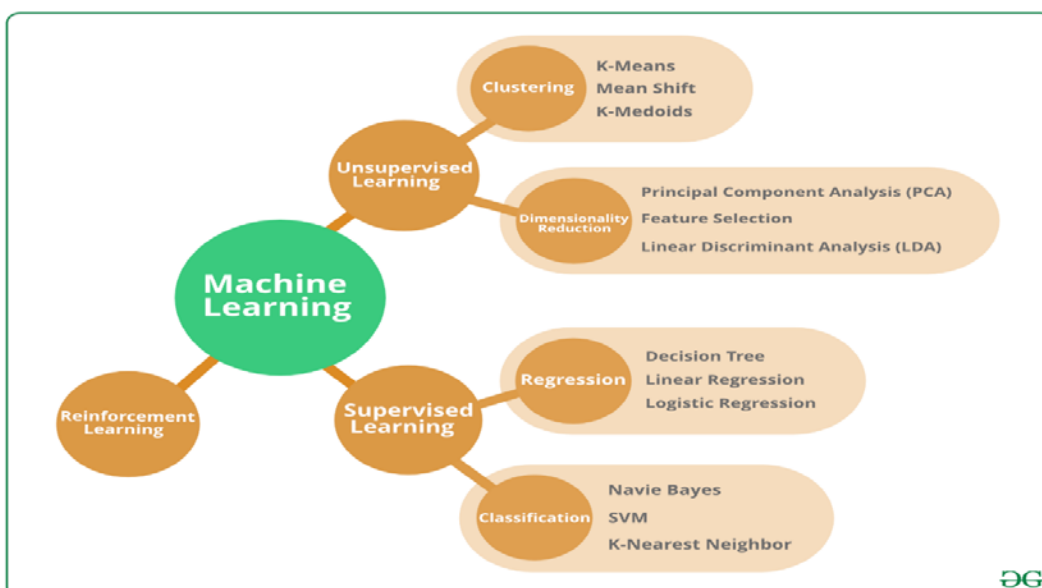 Clustering
K-Means
Mean Shift
K-Medoids
Unsupervised
Learning
Dimensionality
Reduction
Principal Component Analysis (PCA)
Feature Selection
Linear Discriminant Analysis (LDA)
Machine
Learning
Reinforcement
Learning
Supervised
Learning
Regression
Decision Tree
Linear Regression
Logistic Regression
Classification
Navie Bayes
SVM
K-Nearest Neighbor